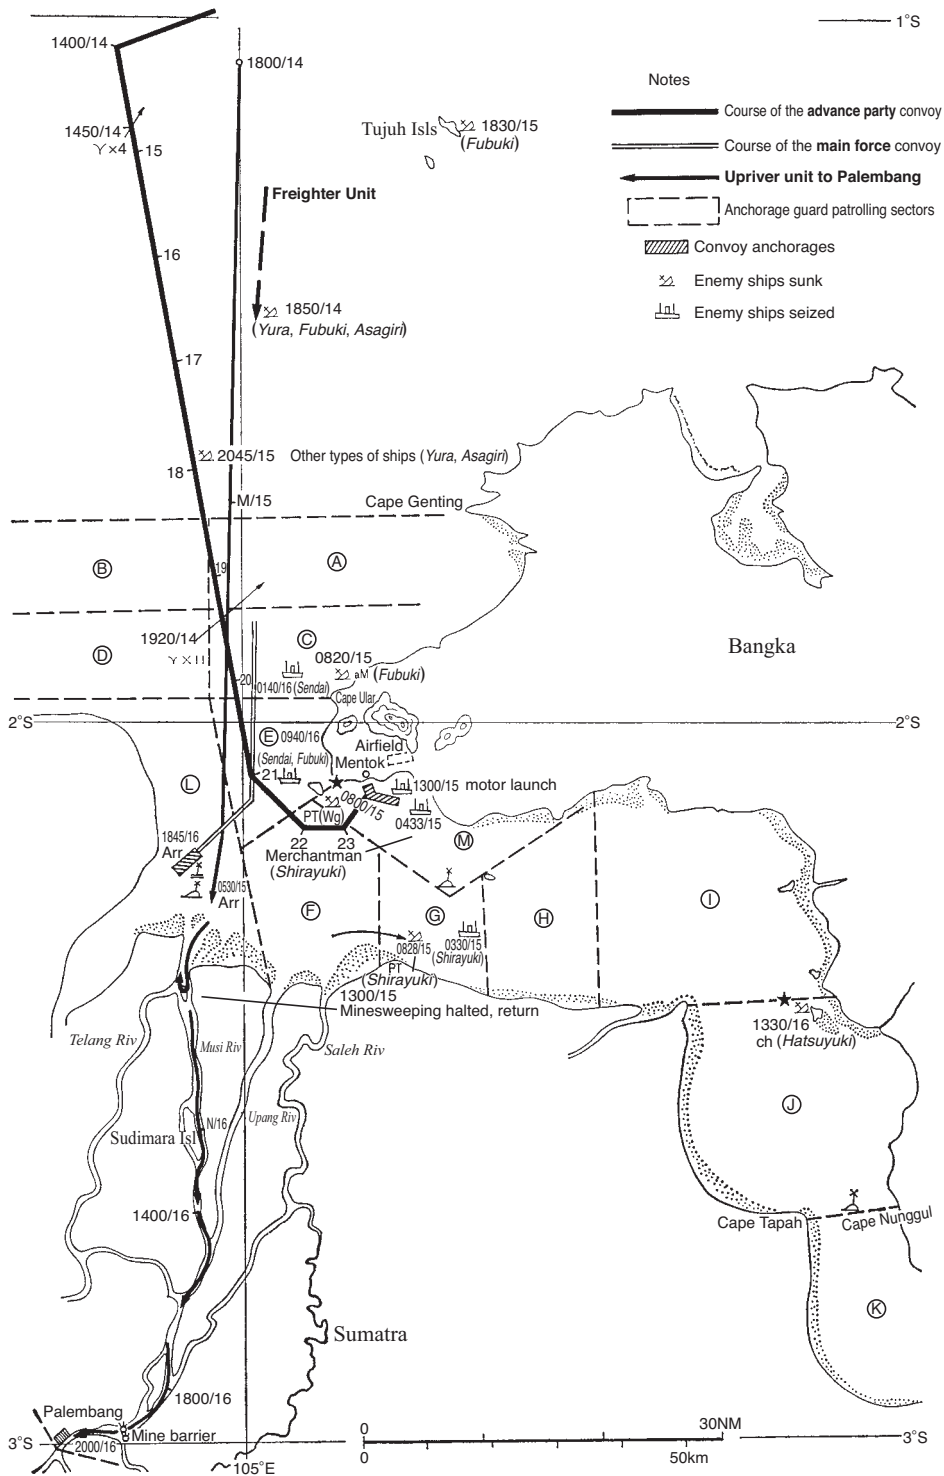 1°S
1400/14
1800/14
Notes
Course of the advance party convoy
Course of the main force convoy
Upriver unit to Palembang
Anchorage guard patrolling sectors
Convoy anchorages
Enemy ships sunk
Enemy ships seized
Tujuh Isls
1830/15
(Fubuki)
1450/14
×4
15
Freighter Unit
16
1850/14
(Yura, Fubuki, Asagiri)
17
2045/15
Other types of ships (Yura, Asagiri)
18
M/15
Cape Genting
B
A
19
1920/14
×11
D
C
0820/15
aM (Fubuki)
20
0140/16 (Sendai)
Cape Ular
Bangka
2°S
2°S
E
0940/16
(Sendai, Fubuki)
Airfield
Mentok
21
L
0800/15
1300/15 motor launch
0433/15
PT(Wg)
22
23
M
1845/16
Arr
Merchantman
(Shirayuki)
0530/15
Arr
F
G
H
I
0828/15
0330/15
(Shirayuki)
PT
(Shirayuki)
1300/15
Minesweeping halted, return
1330/16
ch (Hatsuyuki)
Telang Riv
Musi Riv
Saleh Riv
Upang Riv
J
Sudimara Isl
N/16
1400/16
Cape Tapah
Cape Nunggul
K
Sumatra
1800/16
Palembang
Mine barrier
2000/16
3°S
105°E
0
30NM
0
50km
3°S